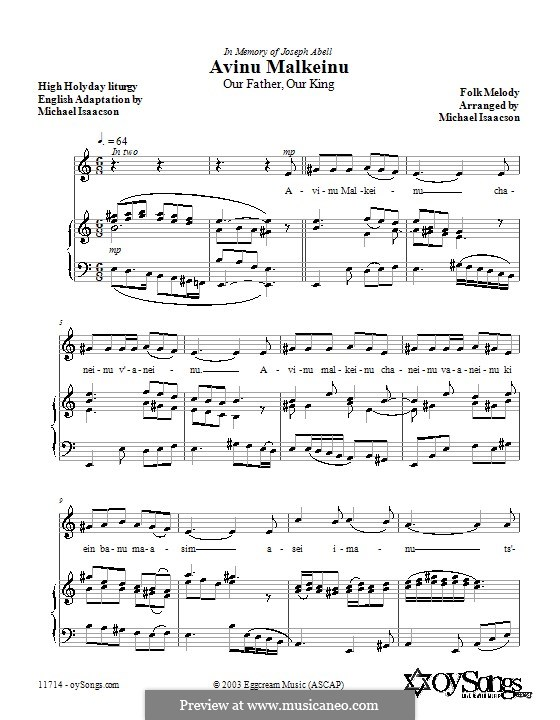 In Memory of Joseph Abell
Avinu Malkeinu
Our Father, Our King
High Holyday liturgy
English Adaptation by
Michael Isaacson
Folk Melody
Arranged by
Michael Isaacson
= 64
In two
mp
A - vi-nu Mal-kei - nu cha-
mp
3
nei-nu v'a-nei - nu. A-vi-nu mal-kei-nu cha-nei-nu va-a-nei-nu ki
9
ein ba-nu ma-a-sim a-sei i-ma-nu ts'-
11714 - oySongs.com
© 2003 Eggcream Music (ASCAP)
oySongs
Preview at www.musicaneo.com